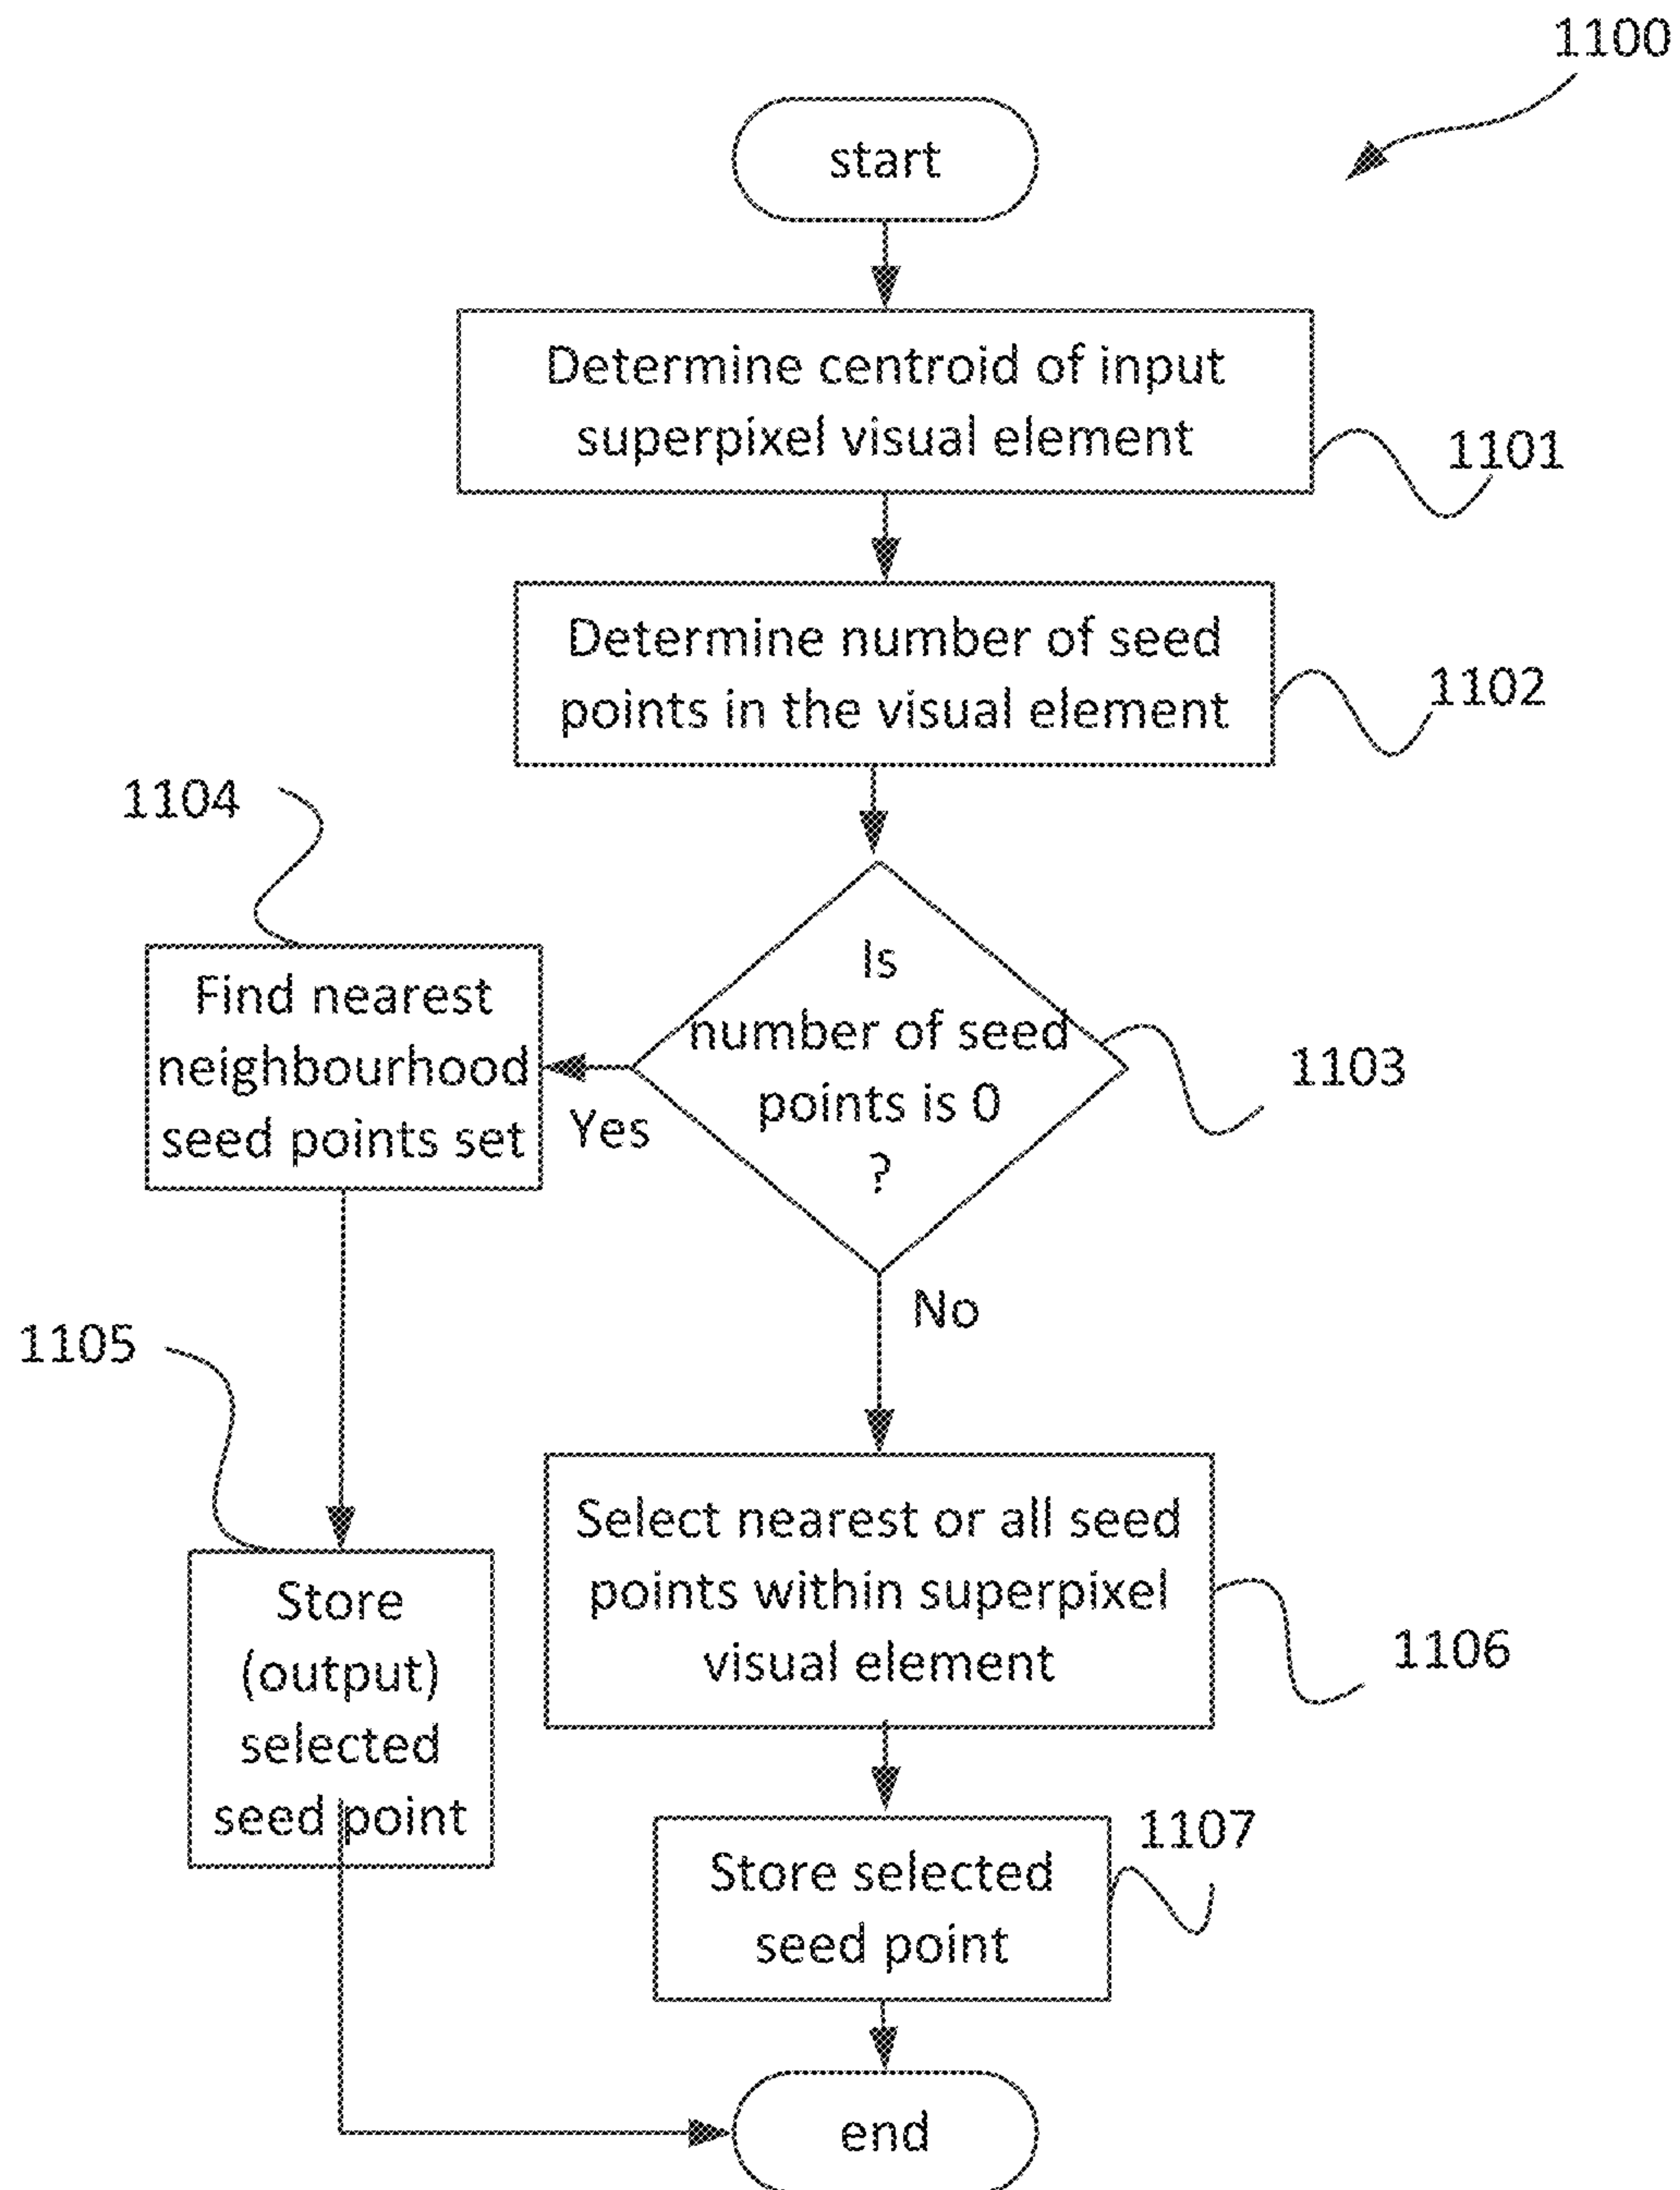 1100
start
Determine centroid of input
superpixel visual element
1101
Determine number of seed
points in the visual element
1102
1104
Find nearest
neighbourhood
seed points set
Yes
Is
number of seed
points is 0
?
1103
No
1105
Store
(output)
selected
seed point
Select nearest or all seed
points within superpixel
visual element
1106
1107
Store selected
seed point
end